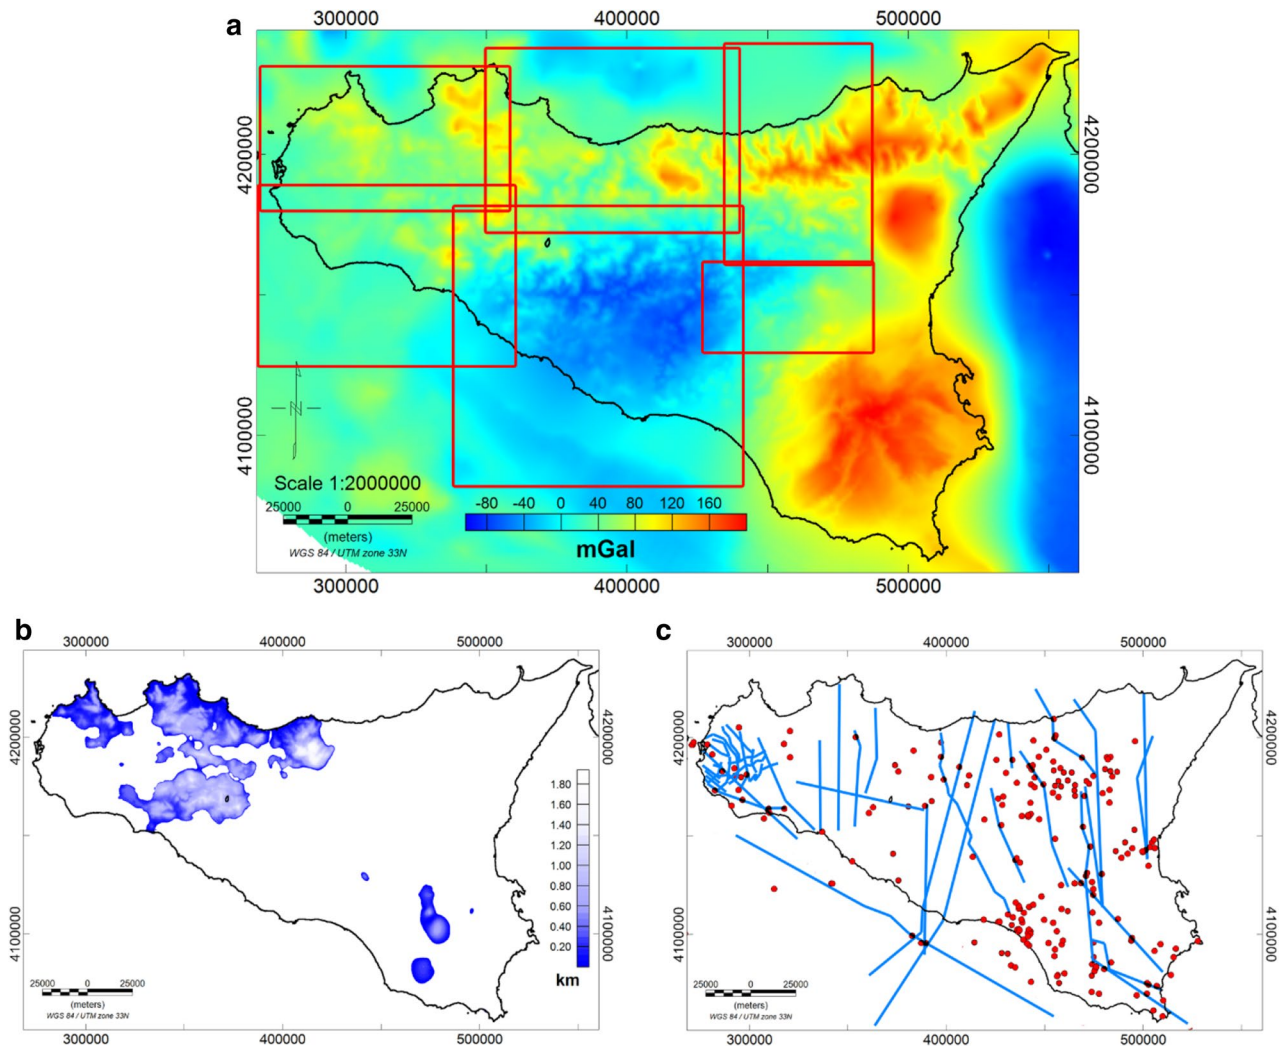 a
300000 400000 500000
4200000
4200000
4100000
4100000
N
Scale 1:2000000
25000 0 25000
(meters)
WGS 84 / UTM zone 33N
-80 -40 0 40 80 120 160
mGal
300000 400000 500000
b
300000 400000 500000
4200000
4200000
4100000
4100000
1.80
1.60
1.40
1.20
1.00
0.80
0.60
0.40
0.20
km
25000 0 25000
(meters)
WGS 84 / UTM zone 33N
300000 400000 500000
c
300000 400000 500000
4200000
4200000
4100000
4100000
25000 0 25000
(meters)
WGS 84 / UTM zone 33N
300000 400000 500000